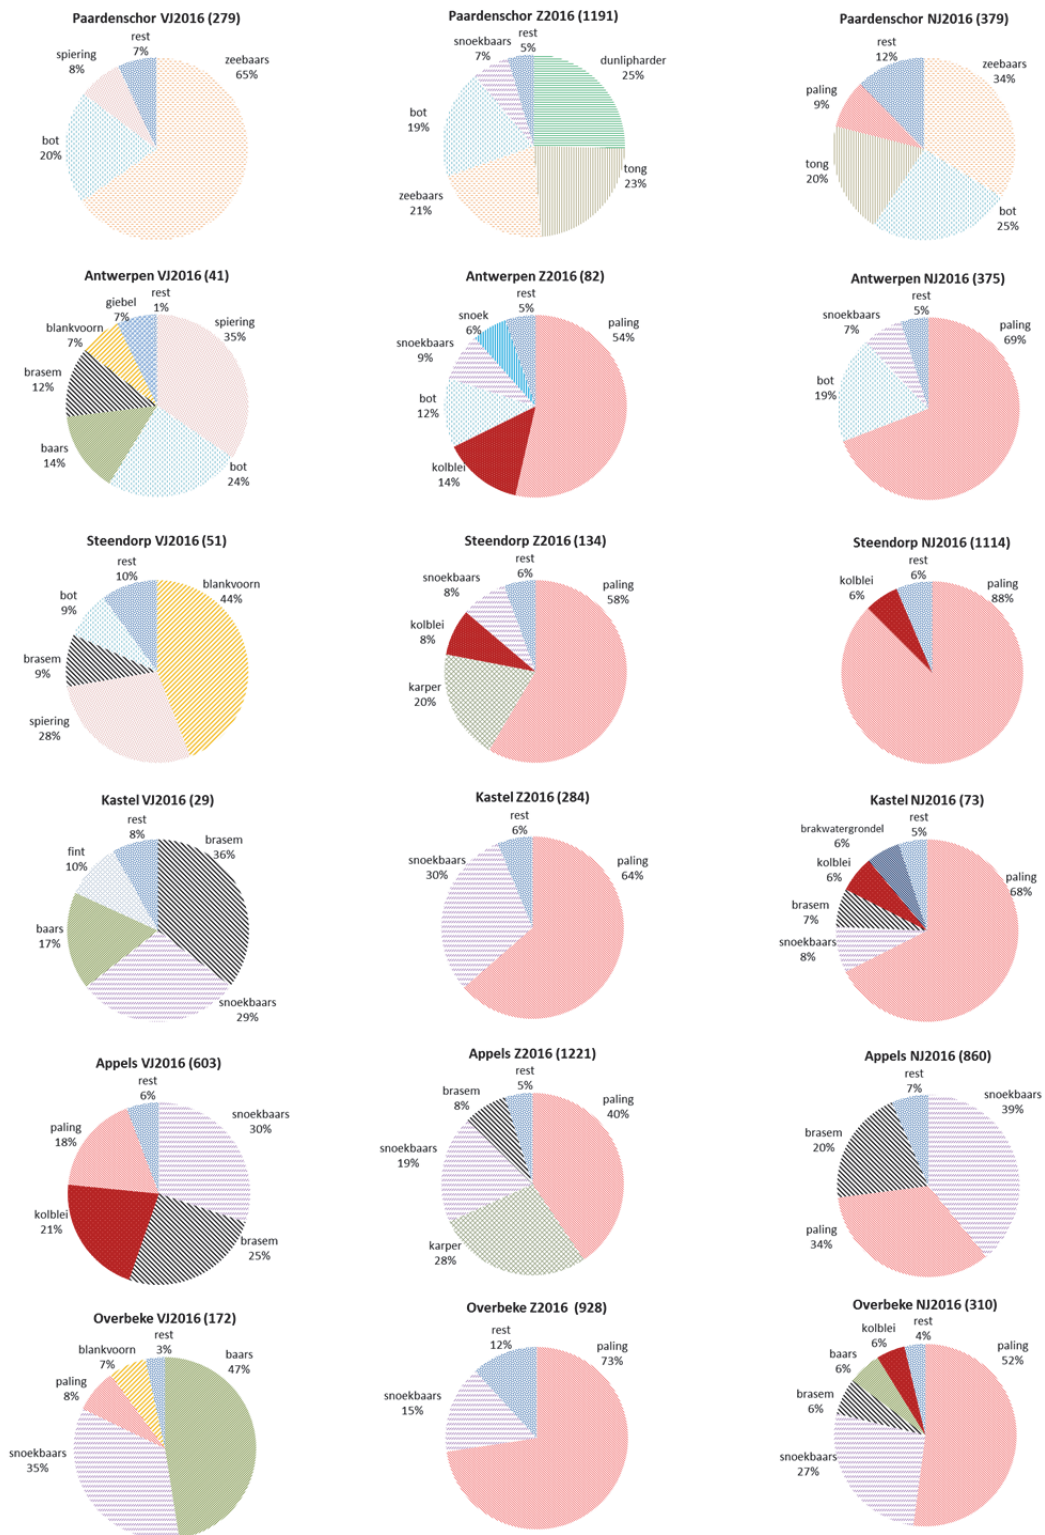 Paardenschor VJ2016 (279)
rest
7%
spiering
8%
zeebaars
65%
bot
20%
Paardenschor Z2016 (1191)
rest
5%
snoekbaars
7%
dunlipharder
25%
bot
19%
tong
23%
zeebaars
21%
Paardenschor NJ2016 (379)
rest
12%
zeebaars
34%
paling
9%
tong
20%
bot
25%
Antwerpen VJ2016 (41)
rest
1%
giebel
7%
spiering
35%
blankvoorn
7%
brasem
12%
baars
14%
bot
24%
Antwerpen Z2016 (82)
rest
5%
snoek
6%
paling
54%
snoekbaars
9%
bot
12%
kolblei
14%
Antwerpen NJ2016 (375)
rest
5%
snoekbaars
7%
paling
69%
bot
19%
Steendorp VJ2016 (51)
rest
10%
blankvoorn
44%
bot
9%
brasem
9%
spiering
28%
Steendorp Z2016 (134)
rest
6%
snoekbaars
8%
paling
58%
kolblei
8%
karper
20%
Steendorp NJ2016 (1114)
rest
6%
kolblei
6%
paling
88%
Kastel VJ2016 (29)
rest
8%
brasem
36%
fint
10%
baars
17%
snoekbaars
29%
Kastel Z2016 (284)
rest
6%
snoekbaars
30%
paling
64%
Kastel NJ2016 (73)
rest
5%
brakwatergrondel
6%
kolblei
6%
paling
68%
brasem
7%
snoekbaars
8%
Appels VJ2016 (603)
rest
6%
snoekbaars
30%
paling
18%
kolblei
21%
brasem
25%
Appels Z2016 (1221)
rest
5%
brasem
8%
paling
40%
snoekbaars
19%
karper
28%
Appels NJ2016 (860)
rest
7%
snoekbaars
39%
brasem
20%
paling
34%
Overbeke VJ2016 (172)
rest
3%
blankvoorn
7%
baars
47%
paling
8%
snoekbaars
35%
Overbeke Z2016 (928)
rest
12%
paling
73%
snoekbaars
15%
Overbeke NJ2016 (310)
rest
4%
kolblei
6%
paling
52%
baars
6%
brasem
6%
snoekbaars
27%